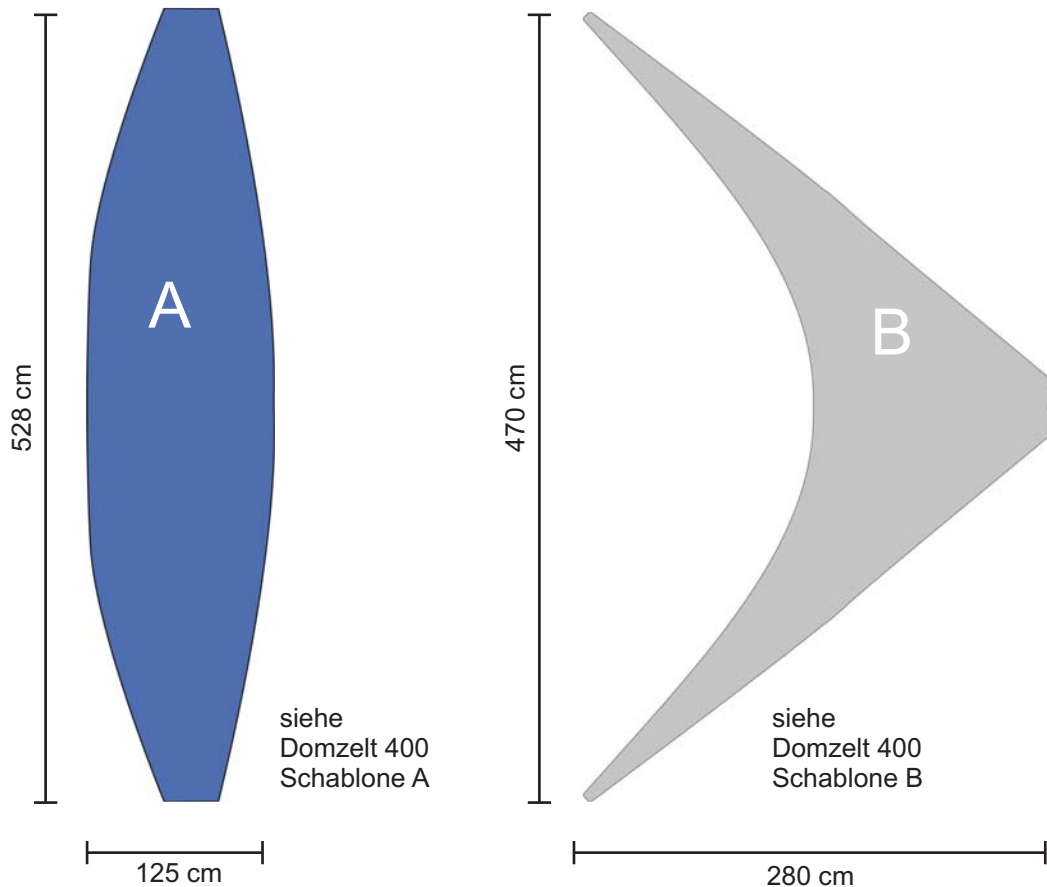 A
528 cm
siehe
Domzelt 400
Schablone A
125 cm
B
470 cm
siehe
Domzelt 400
Schablone B
280 cm